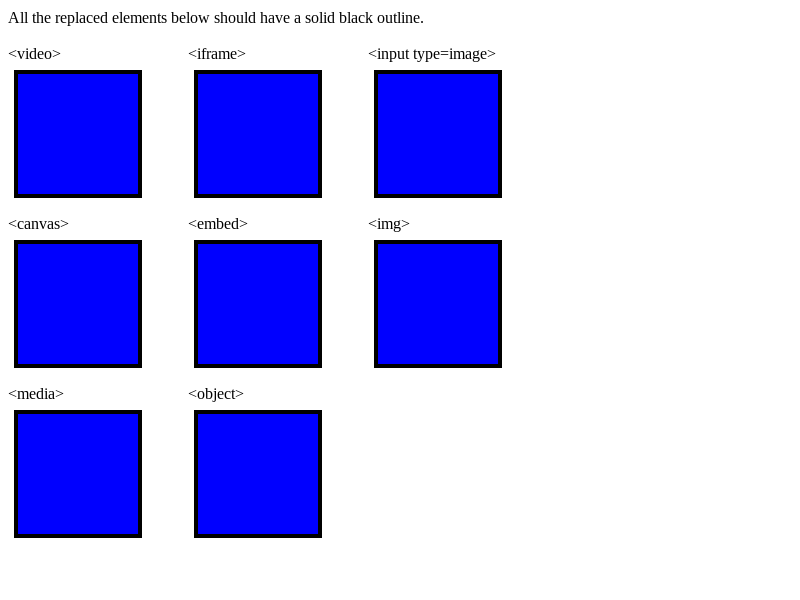 All the replaced elements below should have a solid black outline.
<video> <iframe> <input type=image>
<canvas> <embed> <img>
<media> <object>